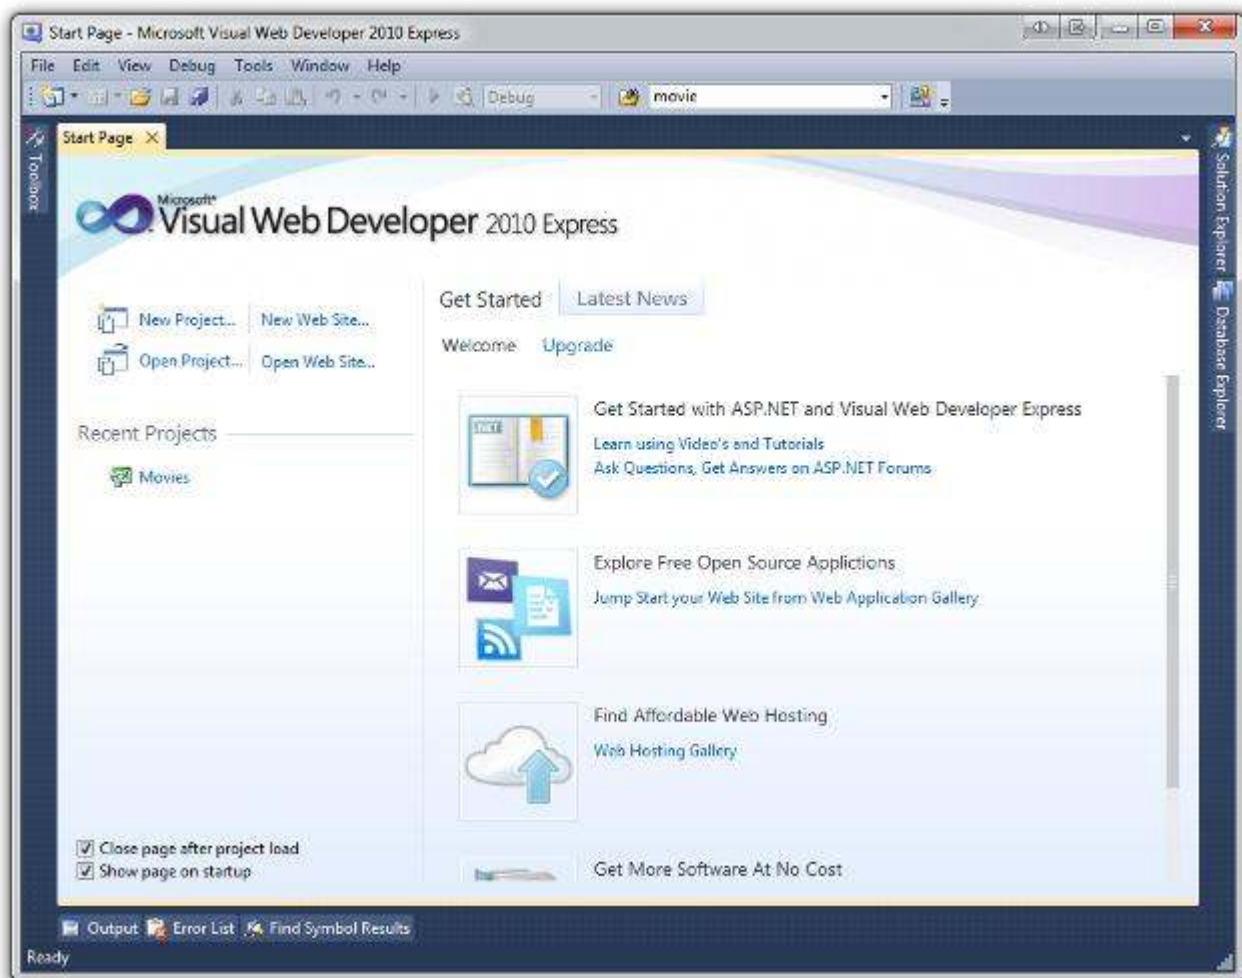 Start Page - Microsoft Visual Web Developer 2010 Express
File Edit View Debug Tools Window Help
Debug movie
Start Page
Toolbox
Solution Explorer
Database Explorer
Microsoft®
Visual Web Developer 2010 Express
New Project... New Web Site...
Open Project... Open Web Site...
Recent Projects
Movies
Get Started Latest News
Welcome Upgrade
Get Started with ASP.NET and Visual Web Developer Express
.NET
Learn using Video's and Tutorials
Ask Questions, Get Answers on ASP.NET Forums
Explore Free Open Source Applictions
Jump Start your Web Site from Web Application Gallery
Find Affordable Web Hosting
Web Hosting Gallery
Get More Software At No Cost
Close page after project load
Show page on startup
Output Error List Find Symbol Results
Ready